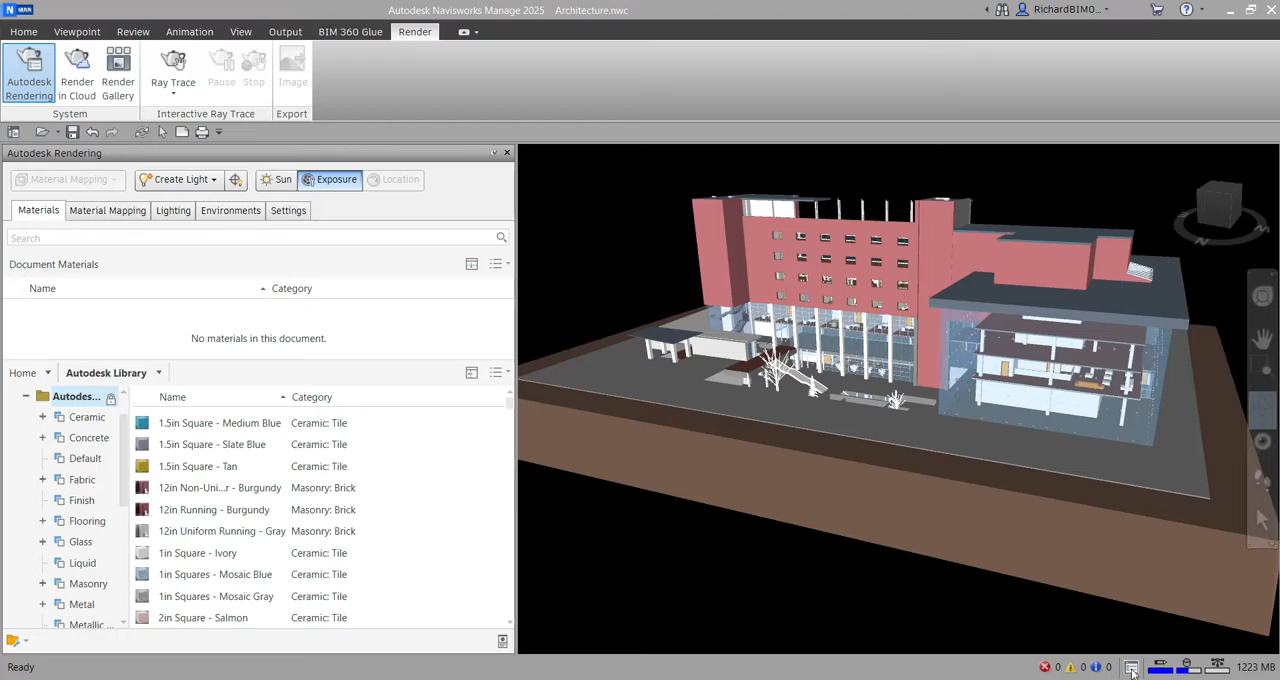 MAN
Autodesk Navisworks Manage 2025 Architecture.nwc
RichardBIMO...
Home Viewpoint Review Animation View Output BIM 360 Glue Render
Autodesk Rendering
Render in Cloud
Render Gallery
Ray Trace
Pause
Stop
Image
System
Interactive Ray Trace
Export
Autodesk Rendering
Material Mapping
Create Light
Sun
Exposure
Location
Materials Material Mapping Lighting Environments Settings
Search
Document Materials
Name Category
No materials in this document.
Home Autodesk Library
Autodes...
Ceramic
Concrete
Default
Fabric
Finish
Flooring
Glass
Liquid
Masonry
Metal
Metallic ...
Name Category
1.5in Square - Medium Blue Ceramic: Tile
1.5in Square - Slate Blue Ceramic: Tile
1.5in Square - Tan Ceramic: Tile
12in Non-Uni...r - Burgundy Masonry: Brick
12in Running - Burgundy Masonry: Brick
12in Uniform Running - Gray Masonry: Brick
1in Square - Ivory Ceramic: Tile
1in Squares - Mosaic Blue Ceramic: Tile
1in Squares - Mosaic Gray Ceramic: Tile
2in Square - Salmon Ceramic: Tile
Ready
0 0 0 1223 MB